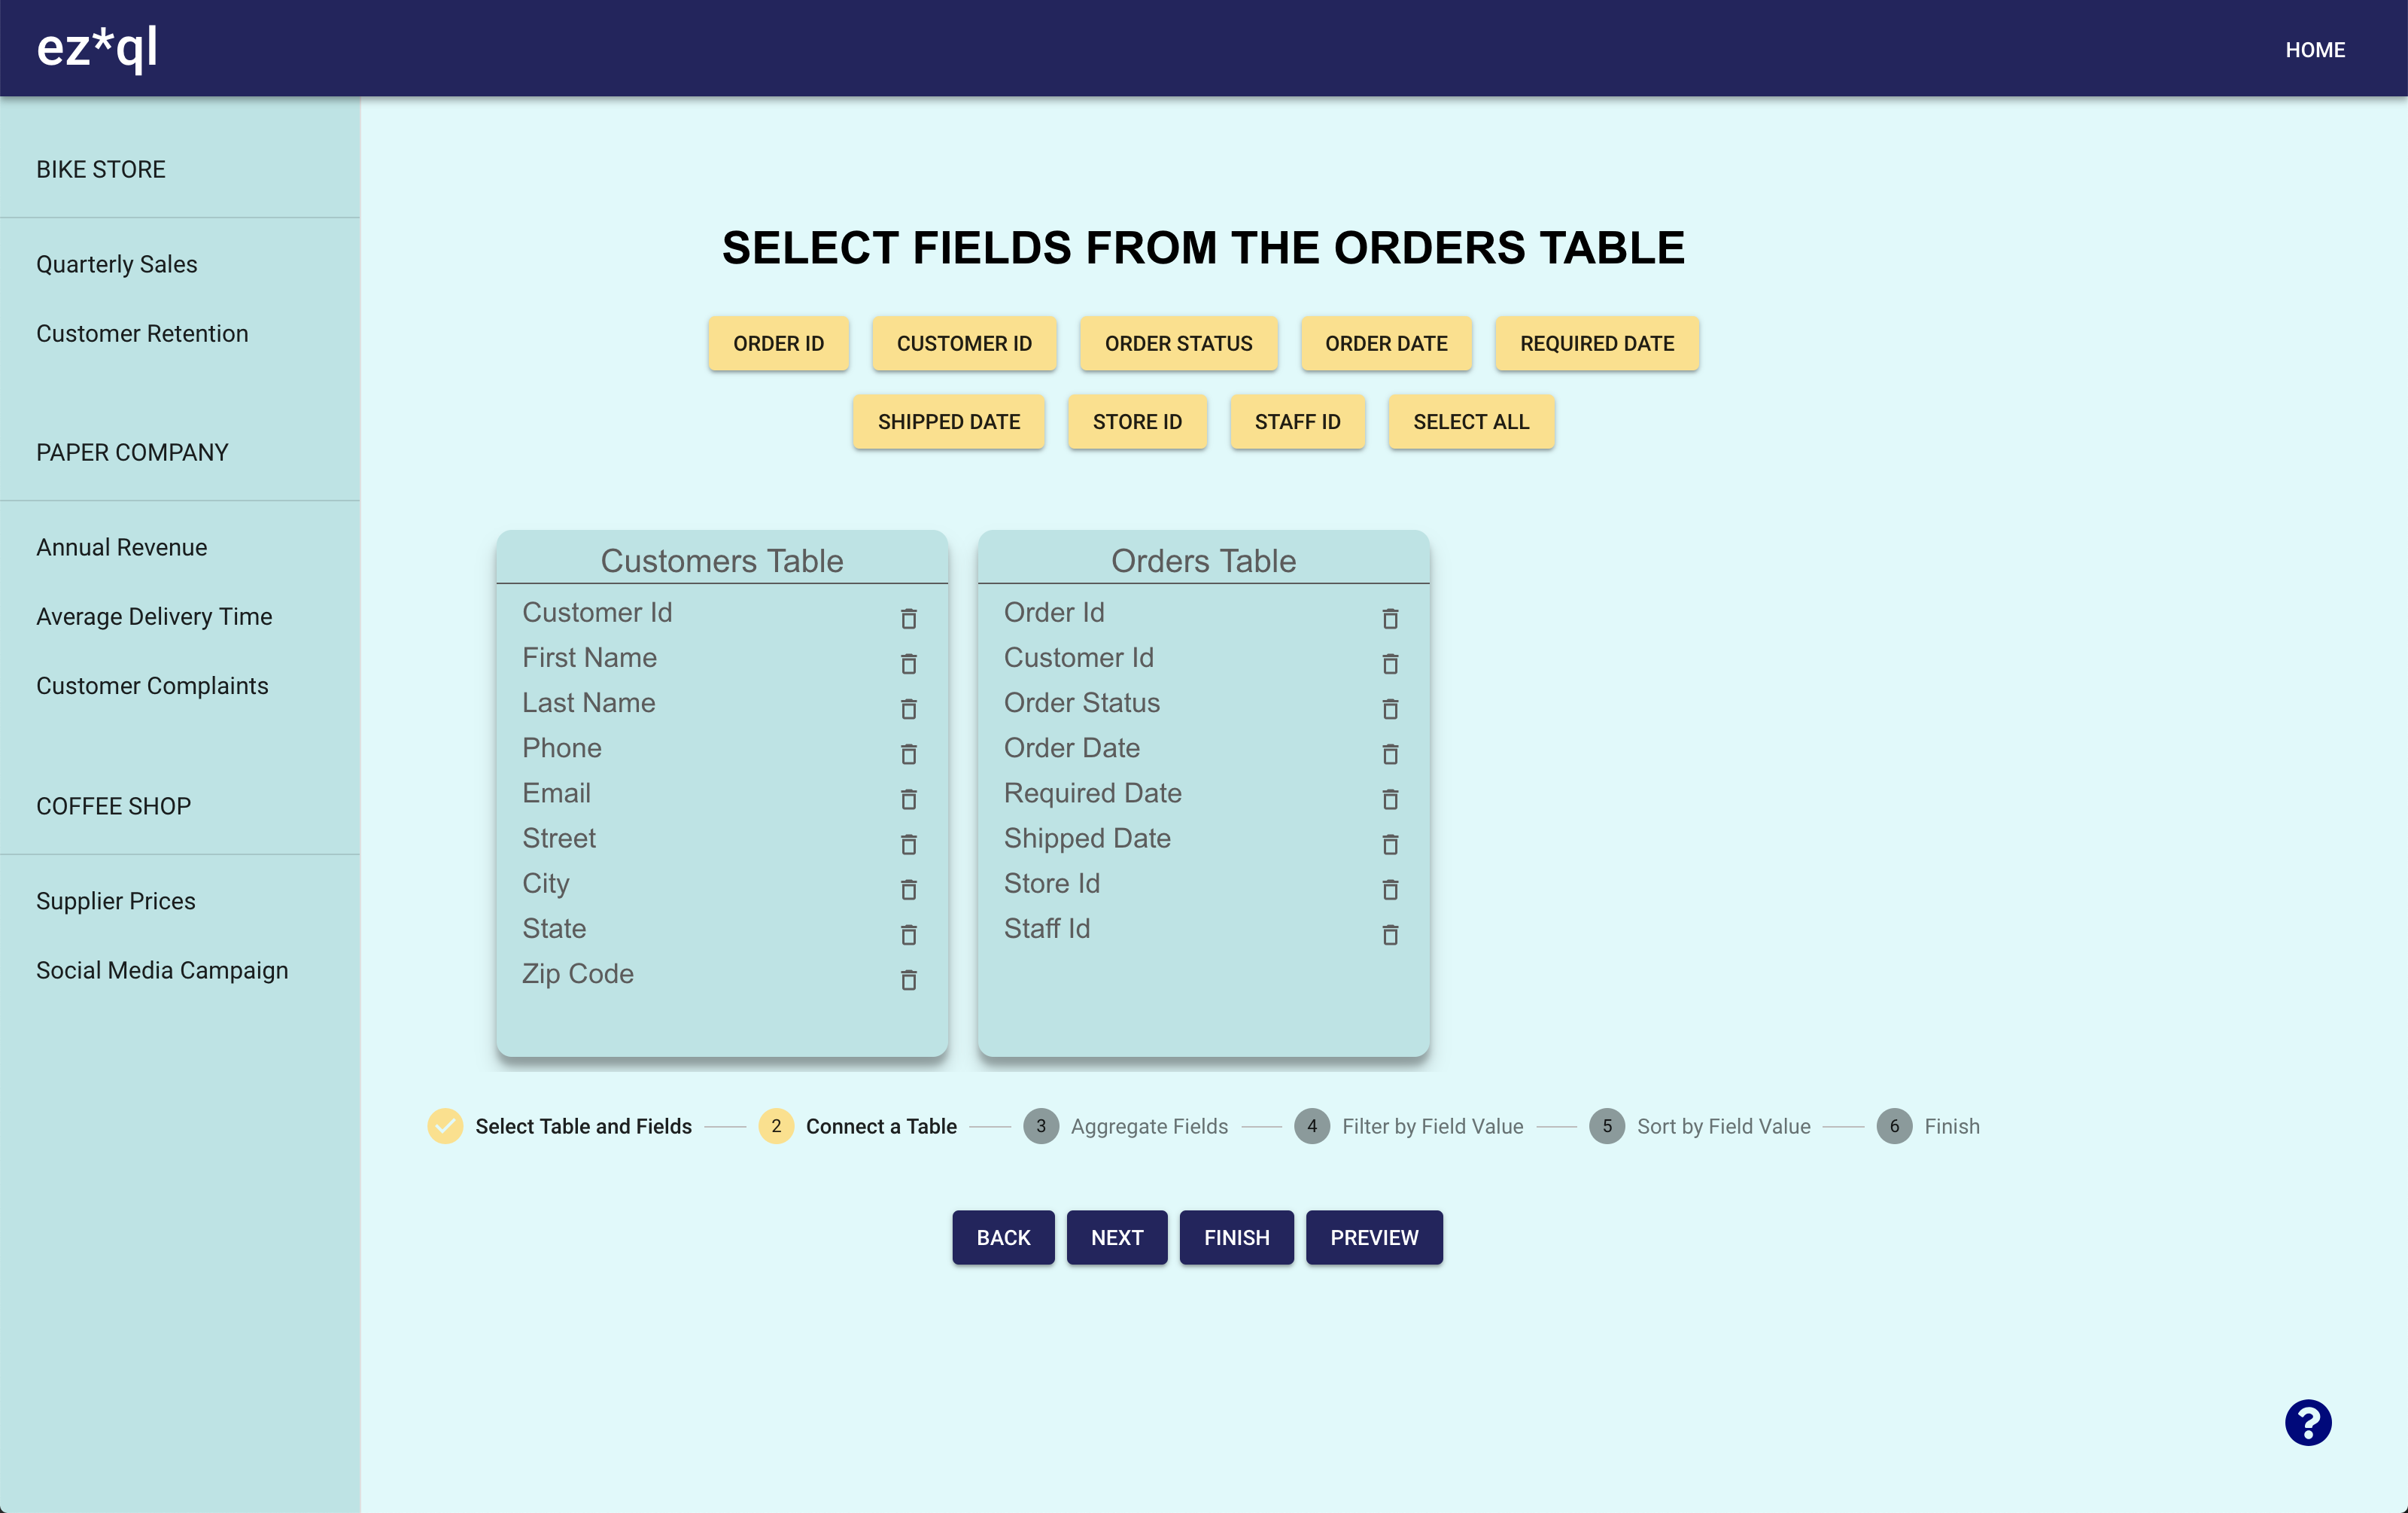 ez*ql
HOME
BIKE STORE
Quarterly Sales
Customer Retention
PAPER COMPANY
Annual Revenue
Average Delivery Time
Customer Complaints
COFFEE SHOP
Supplier Prices
Social Media Campaign
SELECT FIELDS FROM THE ORDERS TABLE
ORDER ID CUSTOMER ID ORDER STATUS ORDER DATE REQUIRED DATE
SHIPPED DATE STORE ID STAFF ID SELECT ALL
Customers Table
Customer Id
First Name
Last Name
Phone
Email
Street
City
State
Zip Code
Orders Table
Order Id
Customer Id
Order Status
Order Date
Required Date
Shipped Date
Store Id
Staff Id
Select Table and Fields 2 Connect a Table 3 Aggregate Fields 4 Filter by Field Value 5 Sort by Field Value 6 Finish
BACK NEXT FINISH PREVIEW
?